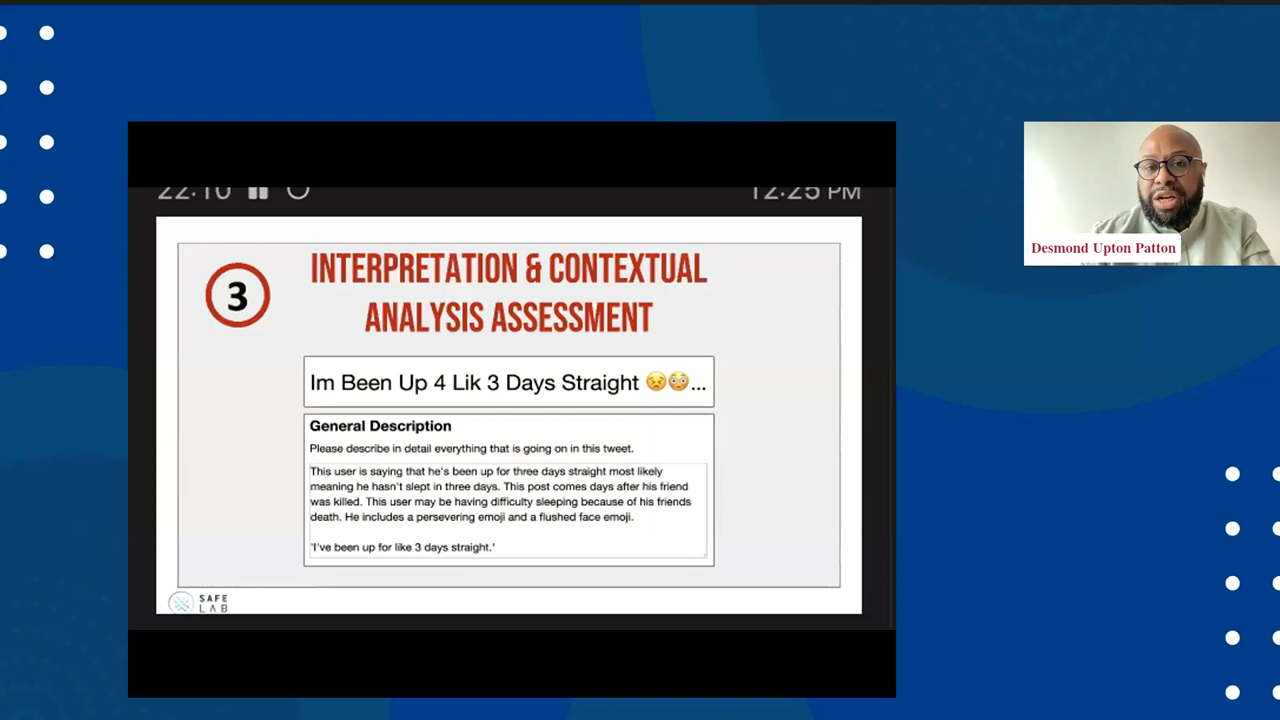 22:10
12:25 PM
3
INTERPRETATION & CONTEXTUAL
ANALYSIS ASSESSMENT
Im Been Up 4 Lik 3 Days Straight 😣😳...
General Description
Please describe in detail everything that is going on in this tweet.
This user is saying that he's been up for three days straight most likely
meaning he hasn't slept in three days. This post comes days after his friend
was killed. This user may be having difficulty sleeping because of his friends
death. He includes a persevering emoji and a flushed face emoji.
'I've been up for like 3 days straight.'
SAFE
LAB
Desmond Upton Patton